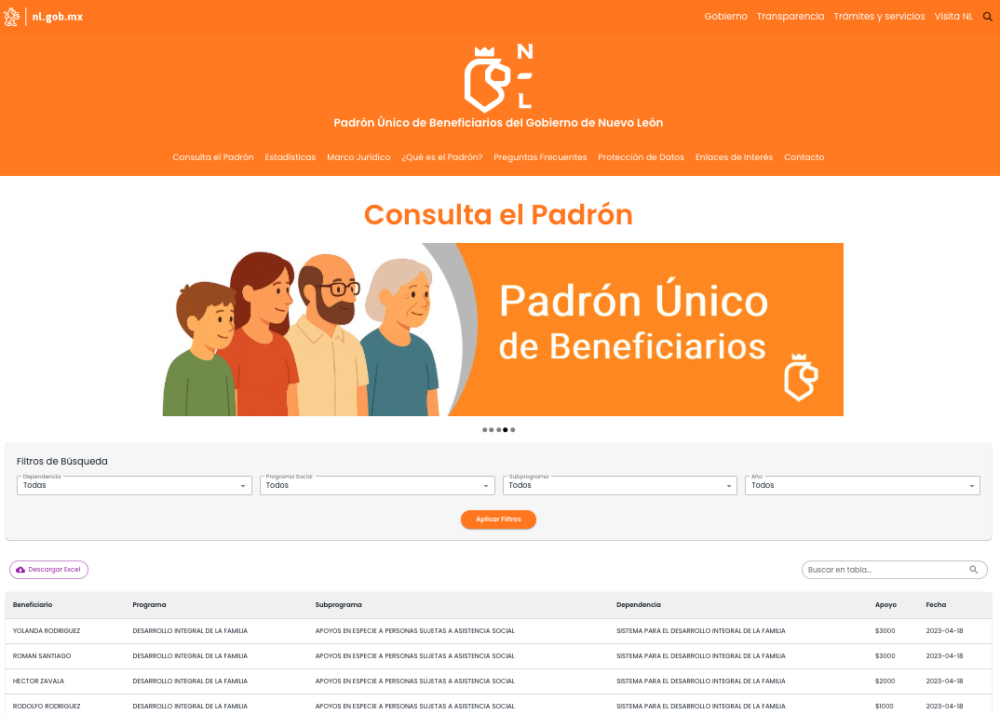 nl.gob.mx
Gobierno Transparencia Trámites y servicios Visita NL
N
L
Padrón Único de Beneficiarios del Gobierno de Nuevo León
Consulta el Padrón Estadísticas Marco Jurídico ¿Qué es el Padrón? Preguntas Frecuentes Protección de Datos Enlaces de Interés Contacto
Consulta el Padrón
Padrón Único
de Beneficiarios
Filtros de Búsqueda
Dependencia Programa Social Subprograma Año
Todas Todos Todos Todos
Aplicar Filtros
Descargar Excel Buscar en tabla...
Beneficiario Programa Subprograma Dependencia Apoyo Fecha
YOLANDA RODRIGUEZ DESARROLLO INTEGRAL DE LA FAMILIA APOYOS EN ESPECIE A PERSONAS SUJETAS A ASISTENCIA SOCIAL SISTEMA PARA EL DESARROLLO INTEGRAL DE LA FAMILIA $3000 2023-04-18
ROMAN SANTIAGO DESARROLLO INTEGRAL DE LA FAMILIA APOYOS EN ESPECIE A PERSONAS SUJETAS A ASISTENCIA SOCIAL SISTEMA PARA EL DESARROLLO INTEGRAL DE LA FAMILIA $3000 2023-04-18
HECTOR ZAVALA DESARROLLO INTEGRAL DE LA FAMILIA APOYOS EN ESPECIE A PERSONAS SUJETAS A ASISTENCIA SOCIAL SISTEMA PARA EL DESARROLLO INTEGRAL DE LA FAMILIA $2000 2023-04-18
RODOLFO RODRIGUEZ DESARROLLO INTEGRAL DE LA FAMILIA APOYOS EN ESPECIE A PERSONAS SUJETAS A ASISTENCIA SOCIAL SISTEMA PARA EL DESARROLLO INTEGRAL DE LA FAMILIA $1000 2023-04-18